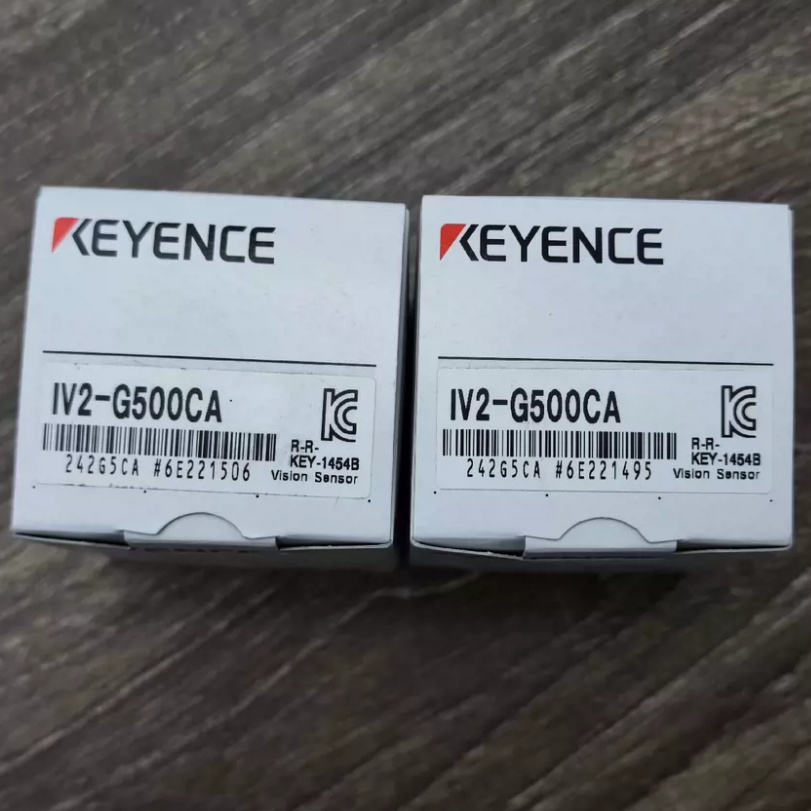 KEYENCE
IV2-G500CA
R-R-
KEY-1454B
242G5CA #6E221506
Vision Sensor
KEYENCE
IV2-G500CA
R-R-
KEY-1454B
242G5CA #6E221495
Vision Sensor